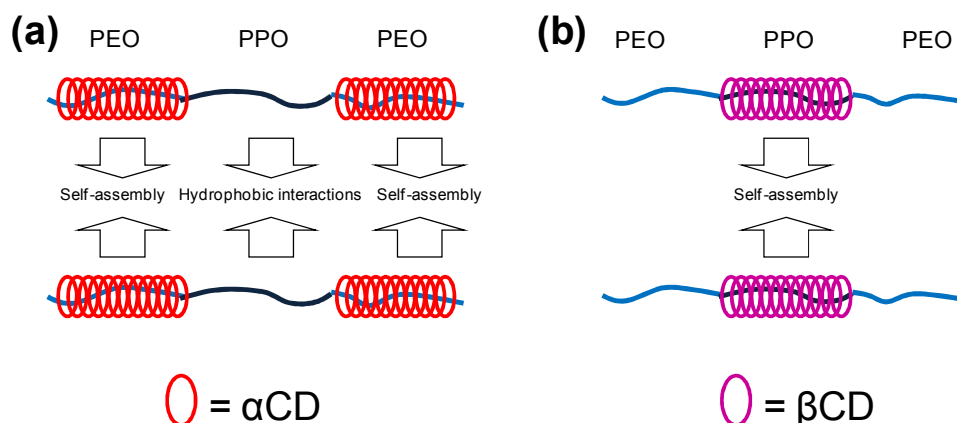 (a) PEO PPO PEO
Self-assembly Hydrophobic interactions Self-assembly
= αCD
(b) PEO PPO PEO
Self-assembly
= βCD